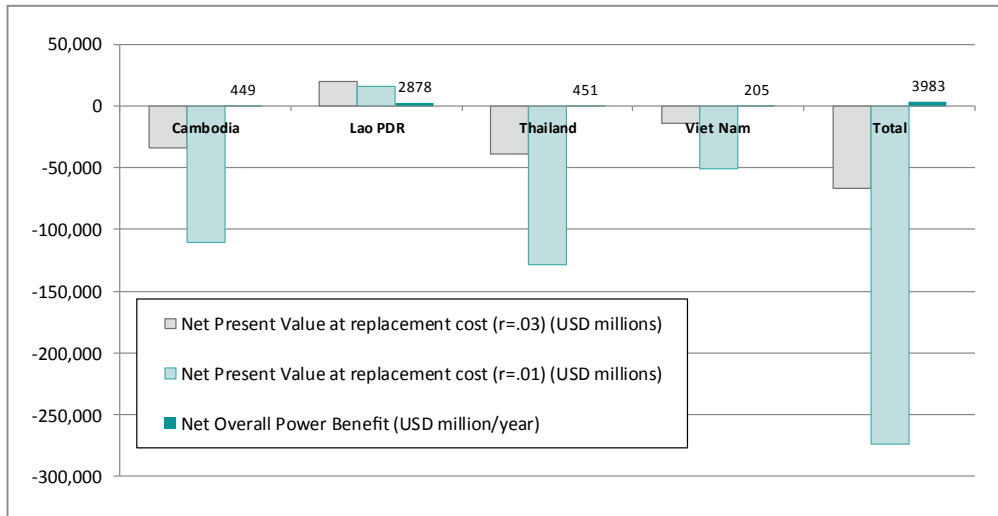 50,000
449
2878
451
205
3983
0
Cambodia
Lao PDR
Thailand
Viet Nam
Total
-50,000
-100,000
-150,000
Net Present Value at replacement cost (r=.03) (USD millions)
-200,000
Net Present Value at replacement cost (r=.01) (USD millions)
-250,000
Net Overall Power Benefit (USD million/year)
-300,000